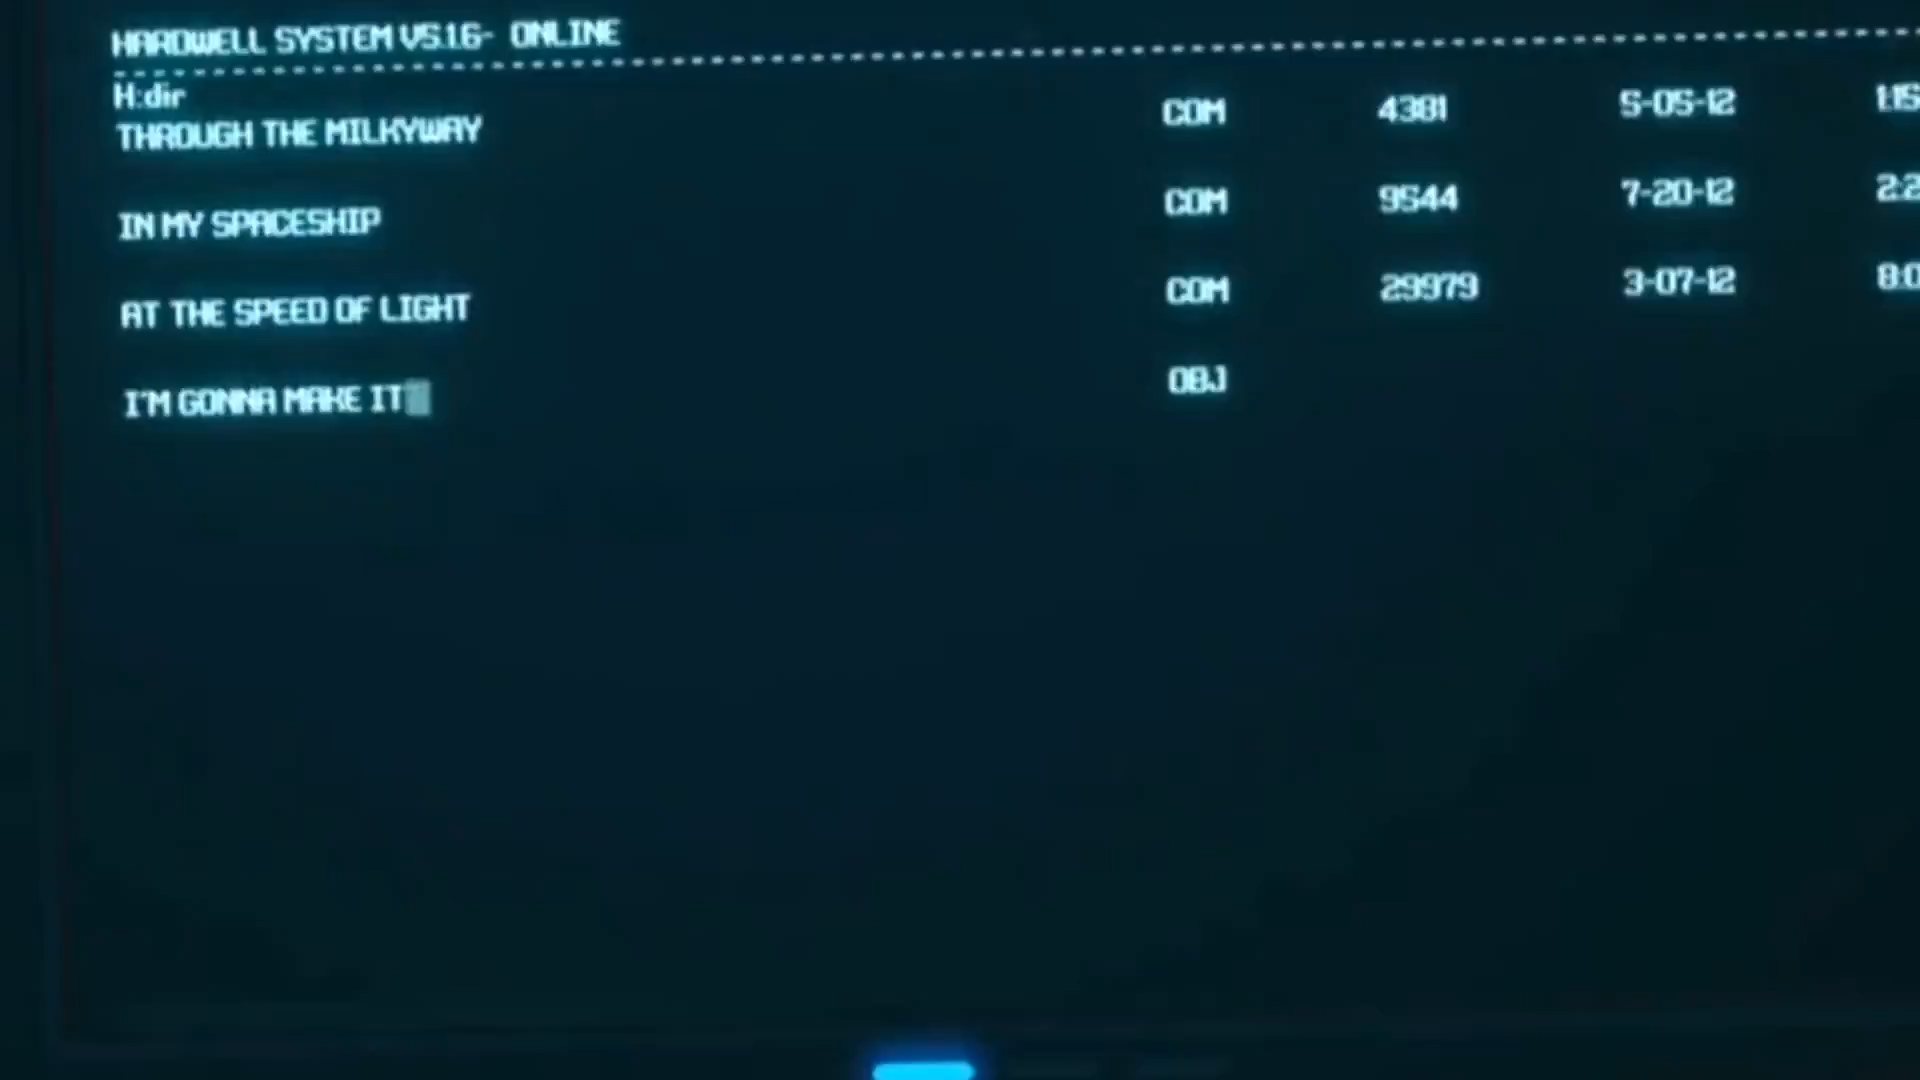 HARDWELL SYSTEM V5.1.6- ONLINE
H:dir
THROUGH THE MILKYWAY COM 4381 5-05-12
IN MY SPACESHIP COM 9544 7-20-12
AT THE SPEED OF LIGHT COM 29979 3-07-12
I'M GONNA MAKE IT OBJ